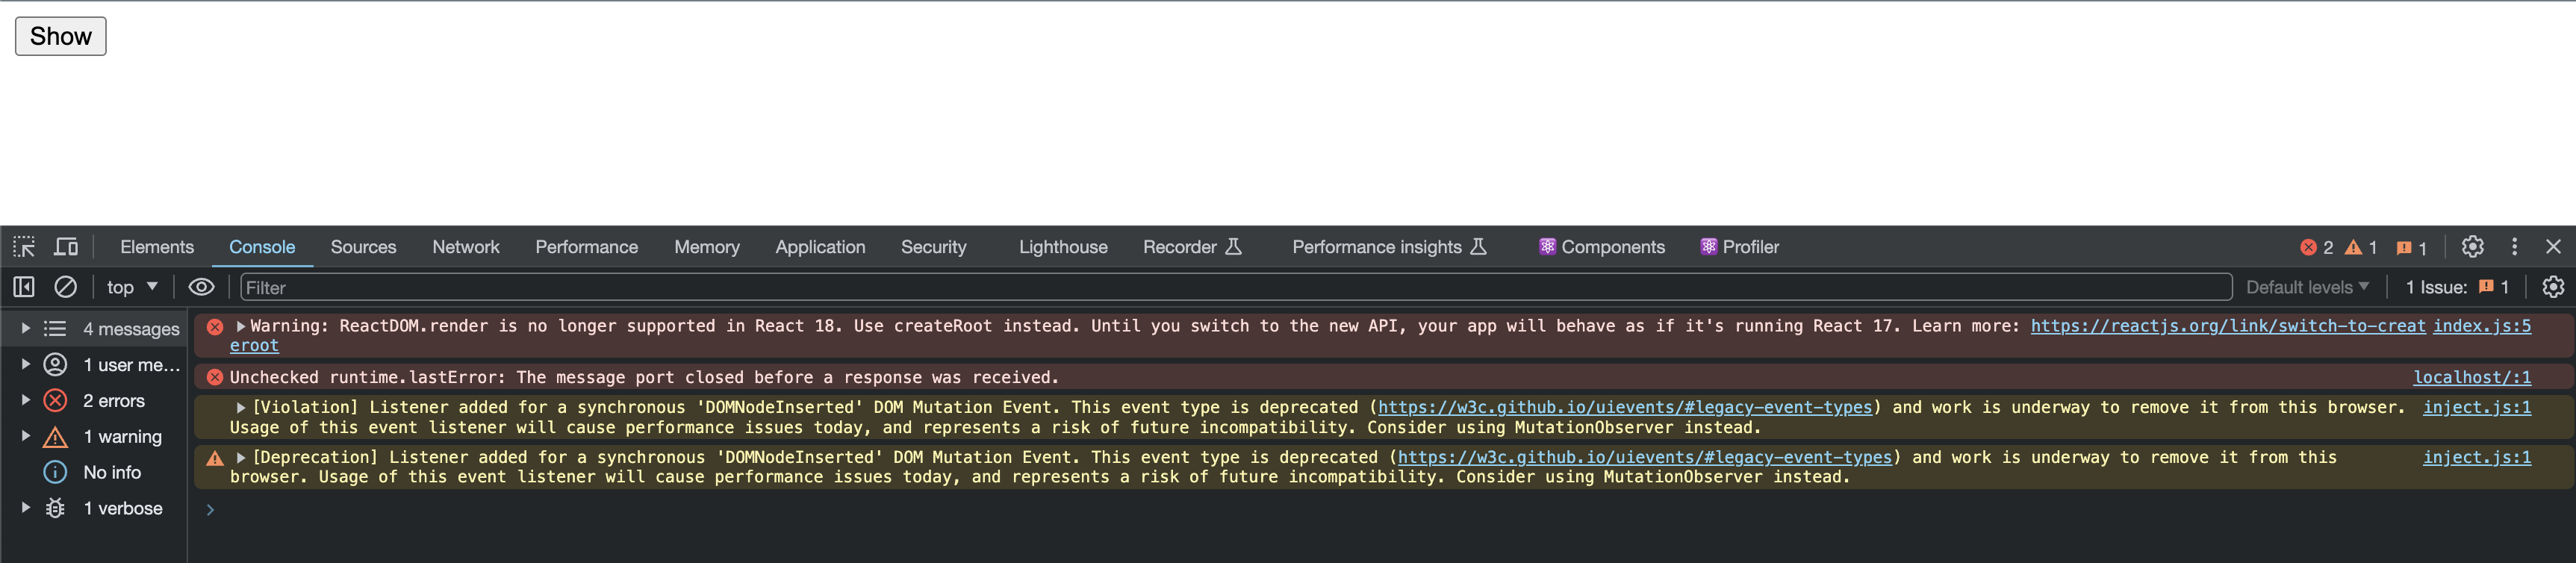 Show
Elements Console Sources Network Performance Memory Application Security Lighthouse Recorder Performance insights Components Profiler 2 1 1
top Filter Default levels 1 Issue: 1
4 messages
1 user me…
2 errors
1 warning
No info
1 verbose
Warning: ReactDOM.render is no longer supported in React 18. Use createRoot instead. Until you switch to the new API, your app will behave as if it's running React 17. Learn more: https://reactjs.org/link/switch-to-creat index.js:5
eroot
Unchecked runtime.lastError: The message port closed before a response was received. localhost/:1
[Violation] Listener added for a synchronous 'DOMNodeInserted' DOM Mutation Event. This event type is deprecated (https://w3c.github.io/uievents/#legacy-event-types) and work is underway to remove it from this browser. inject.js:1
Usage of this event listener will cause performance issues today, and represents a risk of future incompatibility. Consider using MutationObserver instead.
[Deprecation] Listener added for a synchronous 'DOMNodeInserted' DOM Mutation Event. This event type is deprecated (https://w3c.github.io/uievents/#legacy-event-types) and work is underway to remove it from this inject.js:1
browser. Usage of this event listener will cause performance issues today, and represents a risk of future incompatibility. Consider using MutationObserver instead.